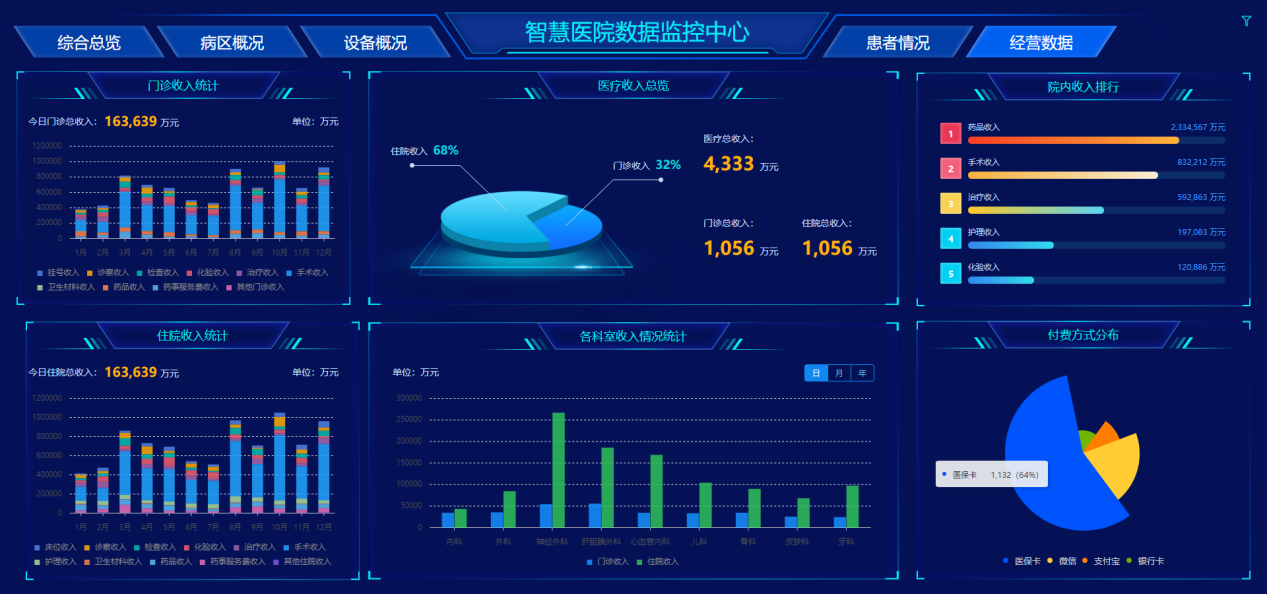 智慧医院数据监控中心
综合总览
病区概况
设备概况
患者情况
经营数据
门诊收入统计
今日门诊总收入： 163,639 万元
单位：万元
1200000
1000000
800000
600000
400000
200000
0
1月 2月 3月 4月 5月 6月 7月 8月 9月 10月 11月 12月
挂号收入 诊察收入 检查收入 化验收入 治疗收入 手术收入
卫生材料收入 药品收入 药事服务善收入 其他门诊收入
医疗收入总览
住院收入 68%
门诊收入 32%
医疗总收入：
4,333 万元
门诊总收入： 住院总收入：
1,056 万元 1,056 万元
院内收入排行
1 药品收入 2,334,567 万元
2 手术收入 832,212 万元
3 治疗收入 592,863 万元
4 护理收入 197,083 万元
5 化验收入 120,886 万元
住院收入统计
今日住院总收入： 163,639 万元
单位：万元
1200000
1000000
800000
600000
400000
200000
0
1月 2月 3月 4月 5月 6月 7月 8月 9月 10月 11月 12月
床位收入 诊察收入 检查收入 化验收入 治疗收入 手术收入
护理收入 卫生材料收入 药品收入 药事服务善收入 其他住院收入
各科室收入情况统计
单位：万元
日 月 年
300000
250000
200000
150000
100000
50000
0
内科 外科 神经外科 肝胆胰外科 心血管内科 儿科 骨科 皮肤科 牙科
门诊收入 住院收入
付费方式分布
医保卡 1,132 (64%)
医保卡 微信 支付宝 银行卡